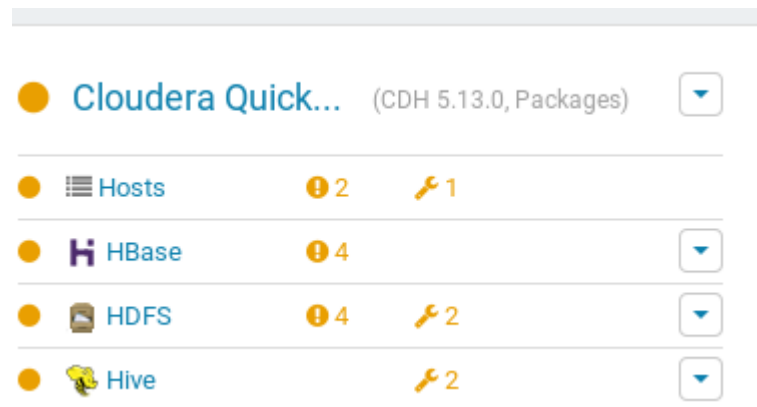 Cloudera Quick... (CDH 5.13.0, Packages)
Hosts 2 1
HBase 4
HDFS 4 2
Hive 2